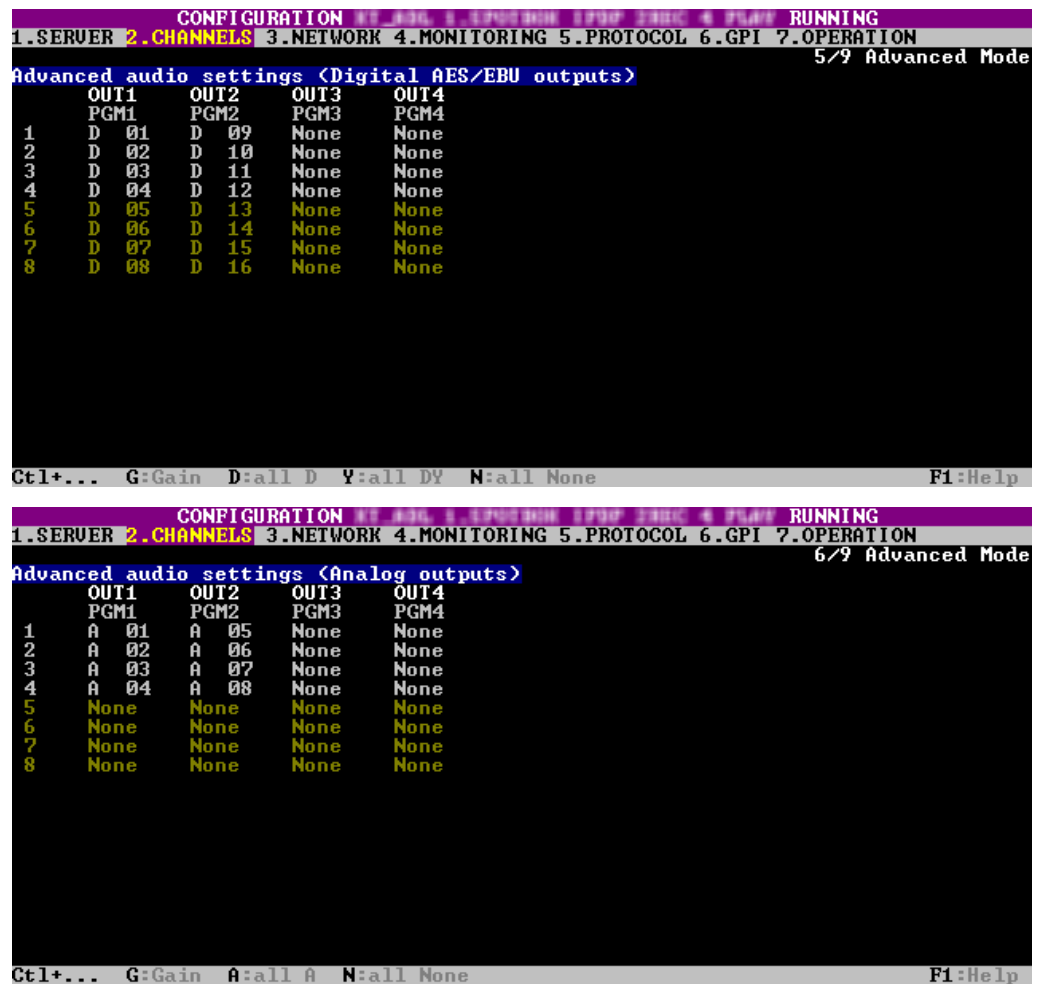 CONFIGURATION RUNNING
1.SERVER 2.CHANNELS 3.NETWORK 4.MONITORING 5.PROTOCOL 6.GPI 7.OPERATION
5/9 Advanced Mode
Advanced audio settings (Digital AES/EBU outputs)
OUT1 OUT2 OUT3 OUT4
PGM1 PGM2 PGM3 PGM4
1 D 01 D 09 None None
2 D 02 D 10 None None
3 D 03 D 11 None None
4 D 04 D 12 None None
5 D 05 D 13 None None
6 D 06 D 14 None None
7 D 07 D 15 None None
8 D 08 D 16 None None
Ctl+... G:Gain D:all D Y:all DY N:all None F1:Help
CONFIGURATION RUNNING
1.SERVER 2.CHANNELS 3.NETWORK 4.MONITORING 5.PROTOCOL 6.GPI 7.OPERATION
6/9 Advanced Mode
Advanced audio settings (Analog outputs)
OUT1 OUT2 OUT3 OUT4
PGM1 PGM2 PGM3 PGM4
1 A 01 A 05 None None
2 A 02 A 06 None None
3 A 03 A 07 None None
4 A 04 A 08 None None
5 None None None None
6 None None None None
7 None None None None
8 None None None None
Ctl+... G:Gain A:all A N:all None F1:Help